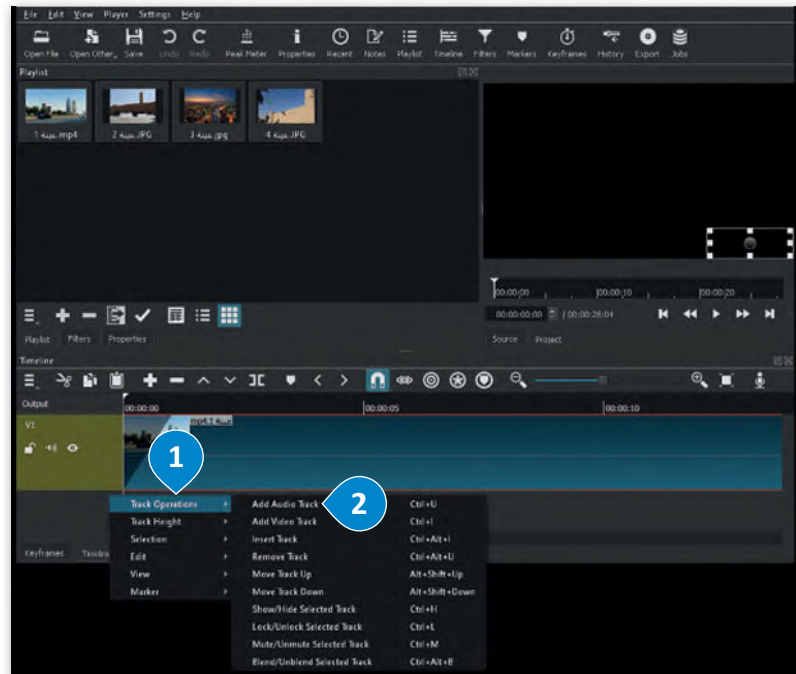 File Edit View Player Settings Help
Open File Open Other... Save Undo Redo Peak Meter Properties Recent Notes Playlist Timeline Filters Markers Keyframes History Export Jobs
Playlist
عينة 1.mp4 عينة 2.JPG عينة 3.jpg عينة 4.JPG
00:00:00 00:00:10 00:00:20
00:00:00:00 / 00:00:28:04
Playlist Filters Properties
Source Project
Timeline
Output 00:00:00 00:00:05 00:00:10
V1
عينة 1.mp4
1
2
Track Operations
Track Height
Selection
Edit
View
Marker
Add Audio Track Ctrl+U
Add Video Track Ctrl+I
Insert Track Ctrl+Alt+I
Remove Track Ctrl+Alt+U
Move Track Up Alt+Shift+Up
Move Track Down Alt+Shift+Down
Show/Hide Selected Track Ctrl+H
Lock/Unlock Selected Track Ctrl+L
Mute/Unmute Selected Track Ctrl+M
Blend/Unblend Selected Track Ctrl+Alt+B
Keyframes